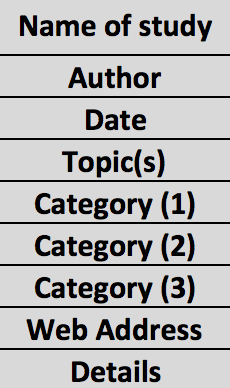 Name of study
Author
Date
Topic(s)
Category (1)
Category (2)
Category (3)
Web Address
Details